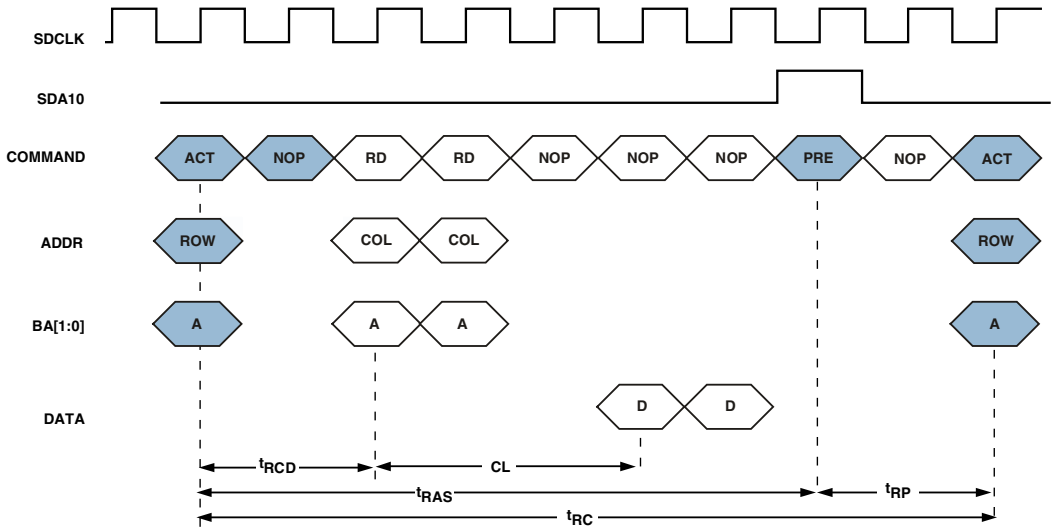 SDCLK
SDA10
COMMAND ACT NOP RD RD NOP NOP NOP PRE NOP ACT
ADDR ROW COL COL ROW
BA[1:0] A A A A
DATA D D
tRCD CL
tRAS tRP
tRC